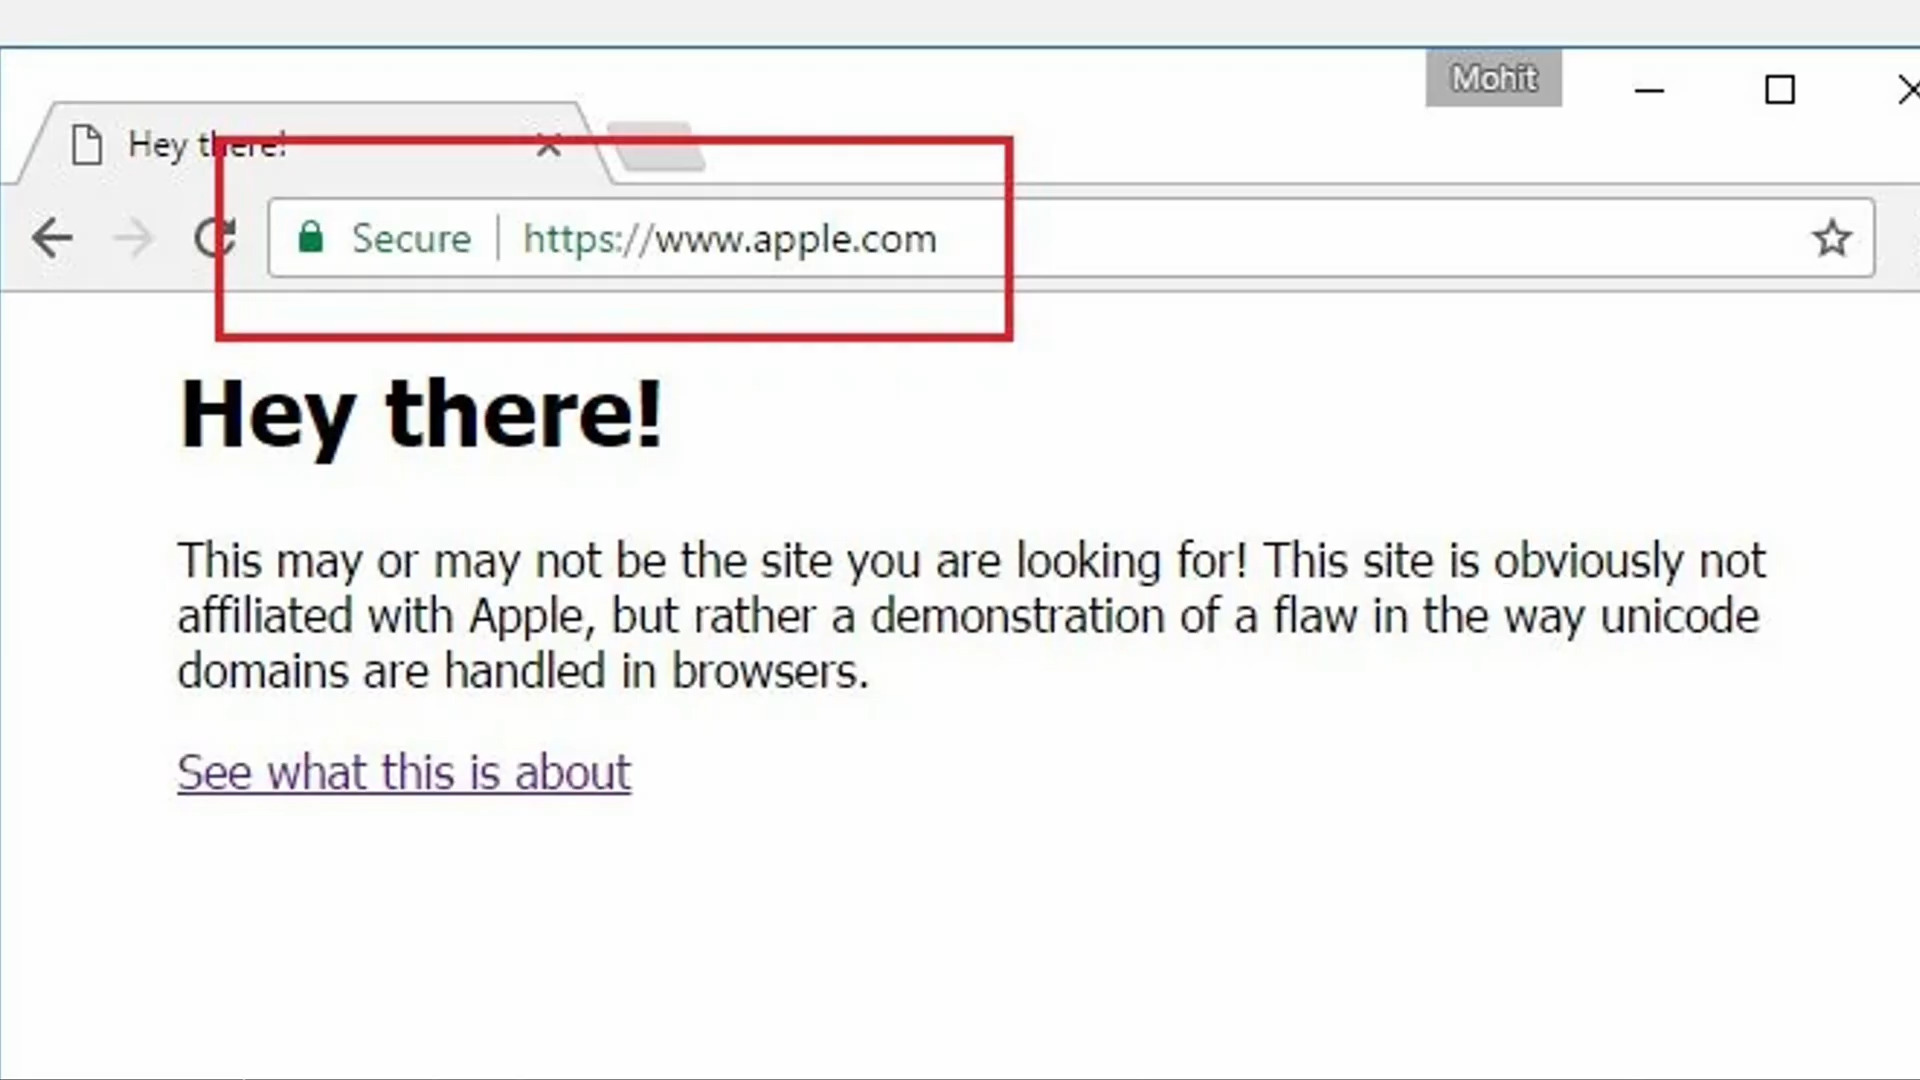 Mohit
Hey there!
Secure | https://www.apple.com
Hey there!
This may or may not be the site you are looking for! This site is obviously not
affiliated with Apple, but rather a demonstration of a flaw in the way unicode
domains are handled in browsers.
See what this is about